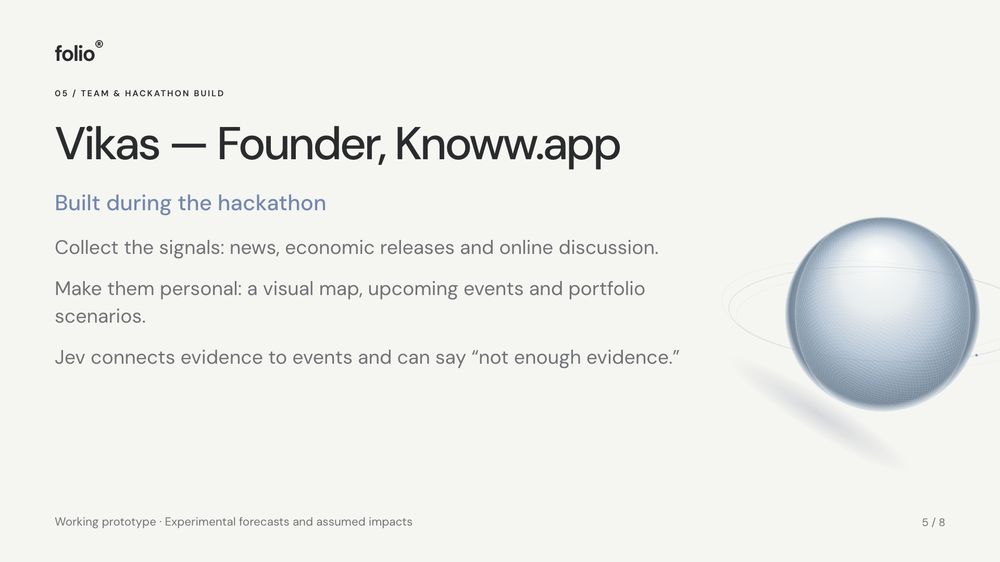 folio®
05 / TEAM & HACKATHON BUILD
Vikas — Founder, Knoww.app
Built during the hackathon
Collect the signals: news, economic releases and online discussion.
Make them personal: a visual map, upcoming events and portfolio
scenarios.
Jev connects evidence to events and can say “not enough evidence.”
Working prototype · Experimental forecasts and assumed impacts
5 / 8